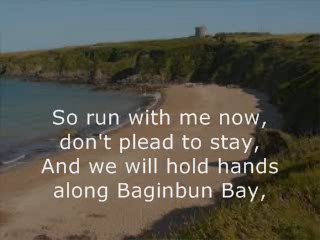 So run with me now,
don't plead to stay,
And we will hold hands
along Baginbun Bay,